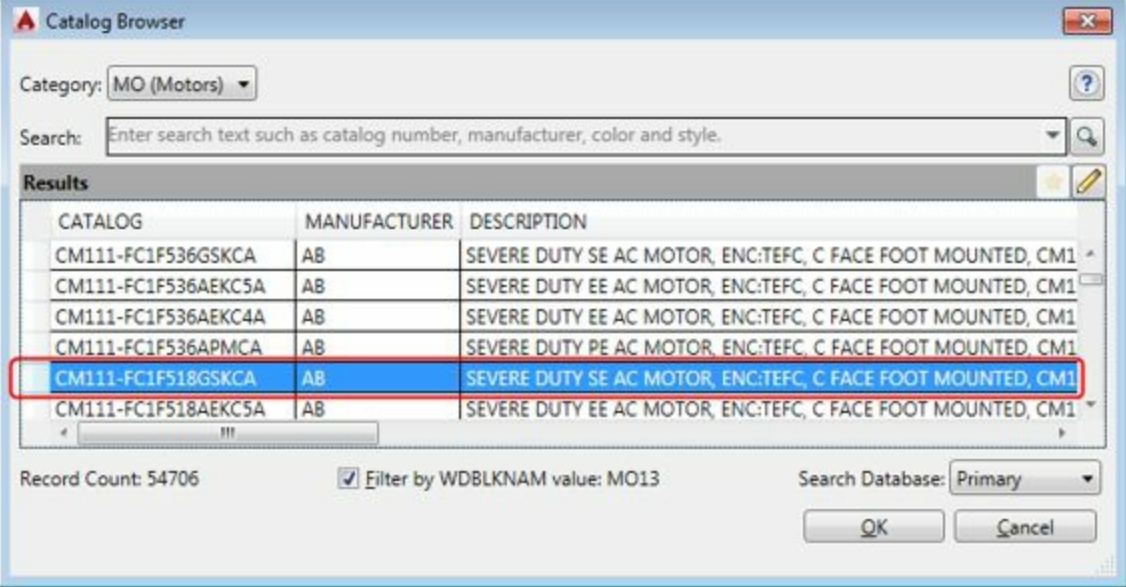 Catalog Browser
Category: MO (Motors)
?
Search: Enter search text such as catalog number, manufacturer, color and style.
Results
CATALOG MANUFACTURER DESCRIPTION
CM111-FC1F536GSKCA AB SEVERE DUTY SE AC MOTOR, ENC:TEFC, C FACE FOOT MOUNTED, CM1
CM111-FC1F536AEKC5A AB SEVERE DUTY EE AC MOTOR, ENC:TEFC, C FACE FOOT MOUNTED, CM1
CM111-FC1F536AEKC4A AB SEVERE DUTY EE AC MOTOR, ENC:TEFC, C FACE FOOT MOUNTED, CM1
CM111-FC1F536APMCA AB SEVERE DUTY PE AC MOTOR, ENC:TEFC, C FACE FOOT MOUNTED, CM1
CM111-FC1F518GSKCA AB SEVERE DUTY SE AC MOTOR, ENC:TEFC, C FACE FOOT MOUNTED, CM1
CM111-FC1F518AEKC5A AB SEVERE DUTY EE AC MOTOR, ENC:TEFC, C FACE FOOT MOUNTED, CM1
Record Count: 54706 Filter by WDBLKNAM value: MO13 Search Database: Primary
OK Cancel